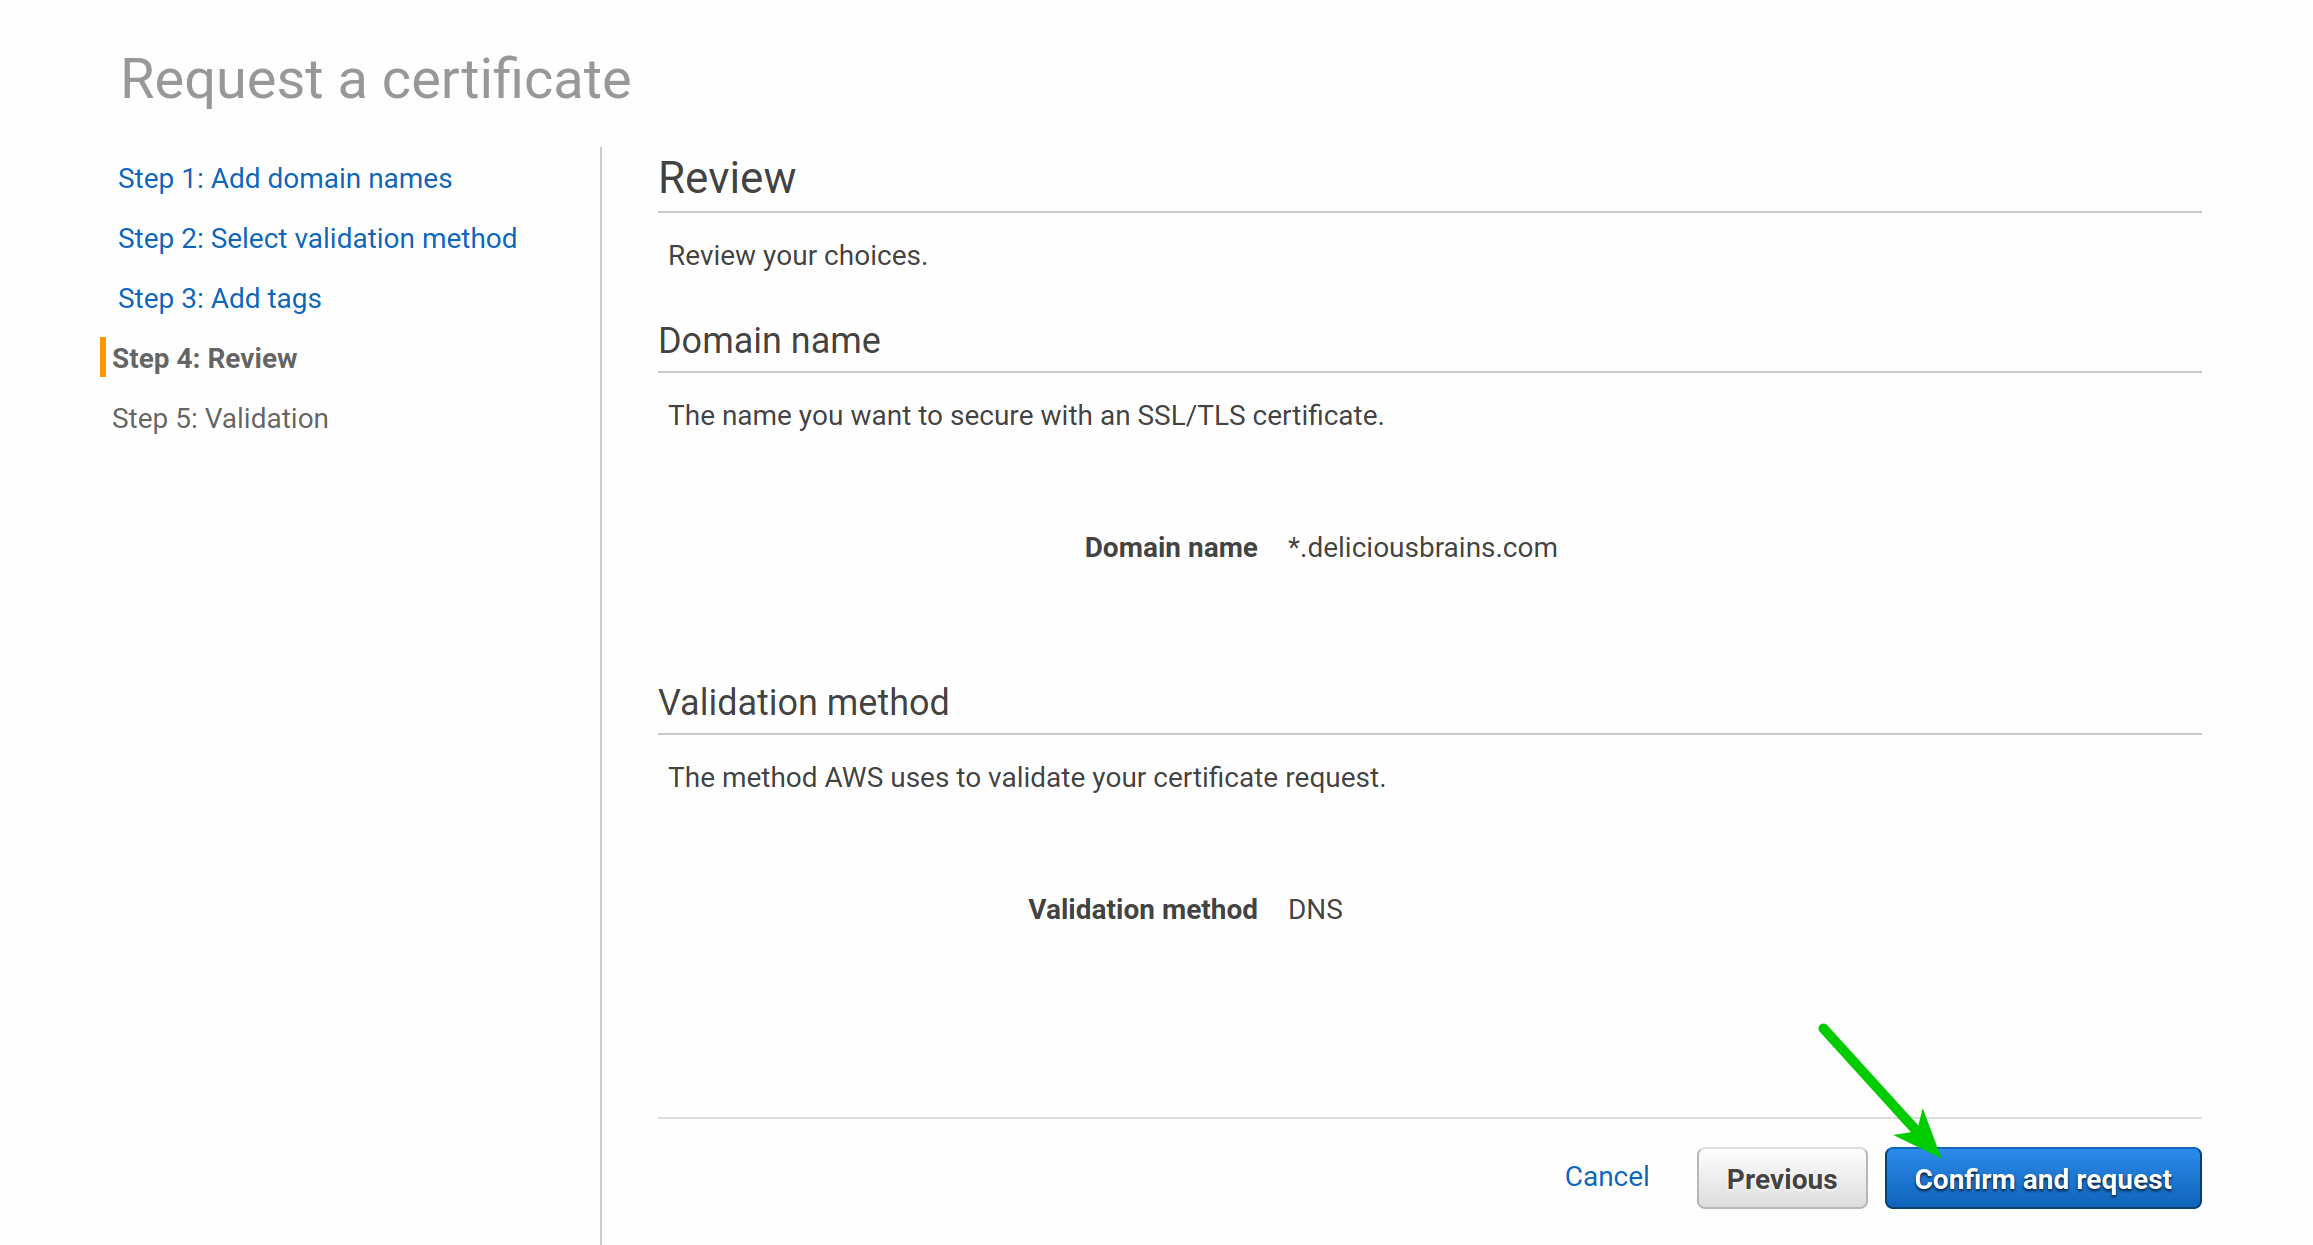 Request a certificate
Step 1: Add domain names
Step 2: Select validation method
Step 3: Add tags
Step 4: Review
Step 5: Validation
Review
Review your choices.
Domain name
The name you want to secure with an SSL/TLS certificate.
Domain name *.deliciousbrains.com
Validation method
The method AWS uses to validate your certificate request.
Validation method DNS
Cancel Previous Confirm and request